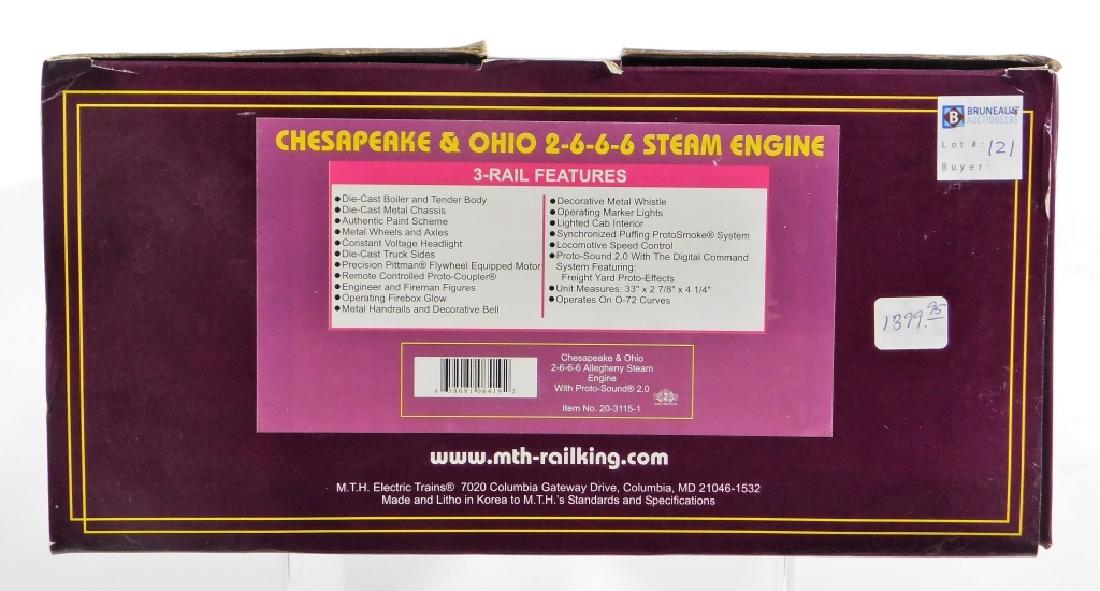 CHESAPEAKE & OHIO 2-6-6-6 STEAM ENGINE
3-RAIL FEATURES
Die-Cast Boiler and Tender Body
Die-Cast Metal Chassis
Authentic Paint Scheme
Metal Wheels and Axles
Constant Voltage Headlight
Die-Cast Truck Sides
Precision Pittman® Flywheel Equipped Motor
Remote Controlled Proto-Coupler®
Engineer and Fireman Figures
Operating Firebox Glow
Metal Handrails and Decorative Bell
Decorative Metal Whistle
Operating Marker Lights
Lighted Cab Interior
Synchronized Puffing ProtoSmoke® System
Locomotive Speed Control
Proto-Sound 2.0 With The Digital Command
System Featuring:
Freight Yard Proto-Effects
Unit Measures: 33" x 2 7/8" x 4 1/4"
Operates On O-72 Curves
Chesapeake & Ohio
2-6-6-6 Allegheny Steam
Engine
With Proto-Sound® 2.0
Item No. 20-3115-1
www.mth-railking.com
M.T.H. Electric Trains® 7020 Columbia Gateway Drive, Columbia, MD 21046-1532
Made and Litho in Korea to M.T.H.'s Standards and Specifications
B BRUNEAU &
AUCTIONEERS
Lot #: 121
Buyer:
1399.95